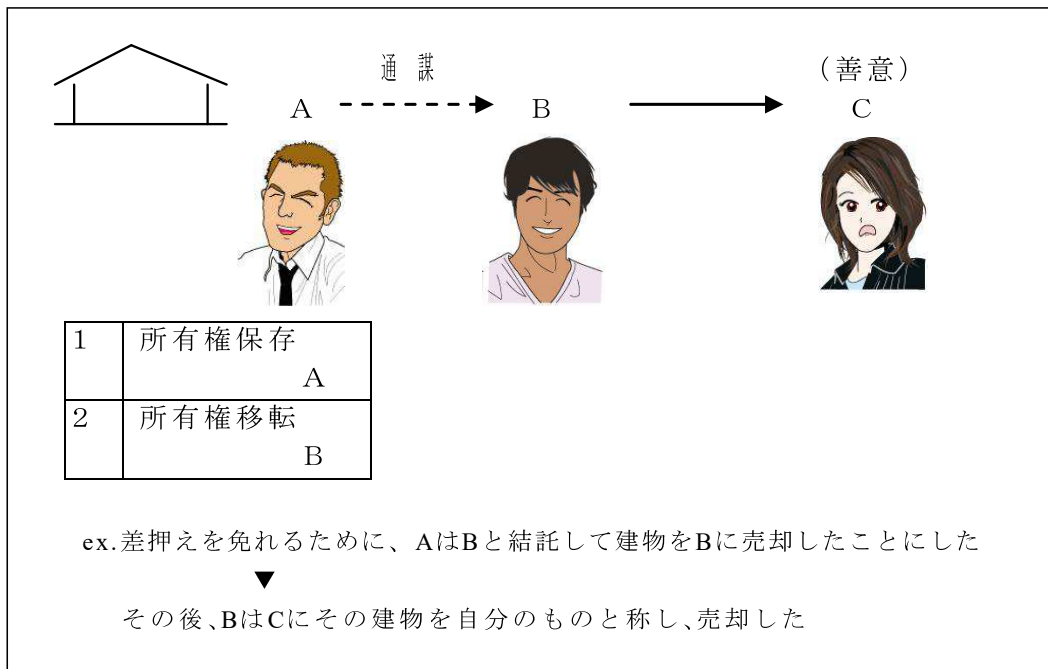 通謀
(善意)
A B C
1 所有権保存
A
2 所有権移転
B
ex.差押えを免れるために、AはBと結託して建物をBに売却したことにした
▼
その後、BはCにその建物を自分のものと称し、売却した